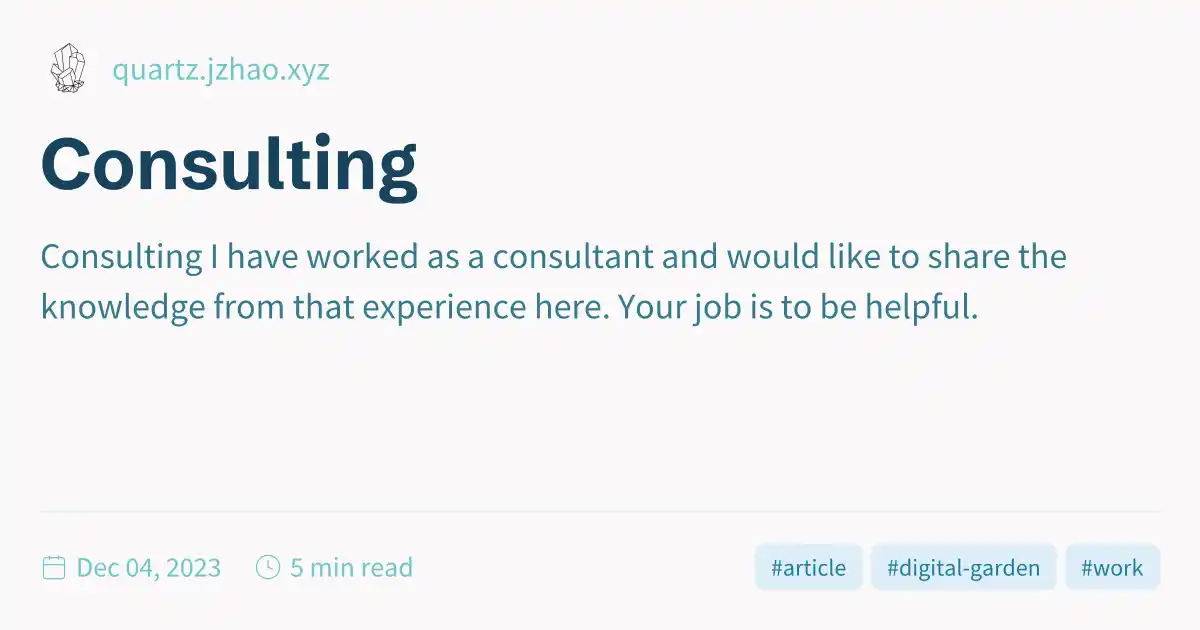 quartz.jzhao.xyz
Consulting
Consulting I have worked as a consultant and would like to share the
knowledge from that experience here. Your job is to be helpful.
Dec 04, 2023 5 min read #article #digital-garden #work